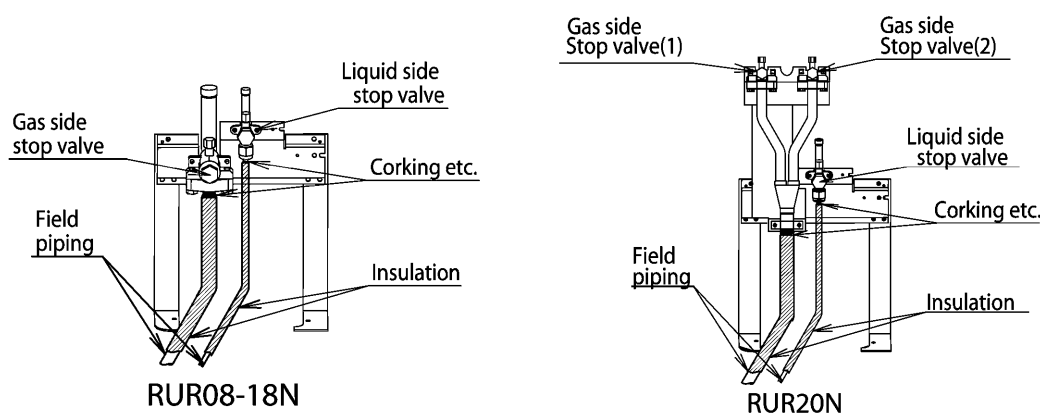 Liquid side
stop valve
Gas side
stop valve
Corking etc.
Field
piping
Insulation
RUR08-18N
Gas side
Stop valve(1)
Gas side
Stop valve(2)
Liquid side
stop valve
Corking etc.
Field
piping
Insulation
RUR20N